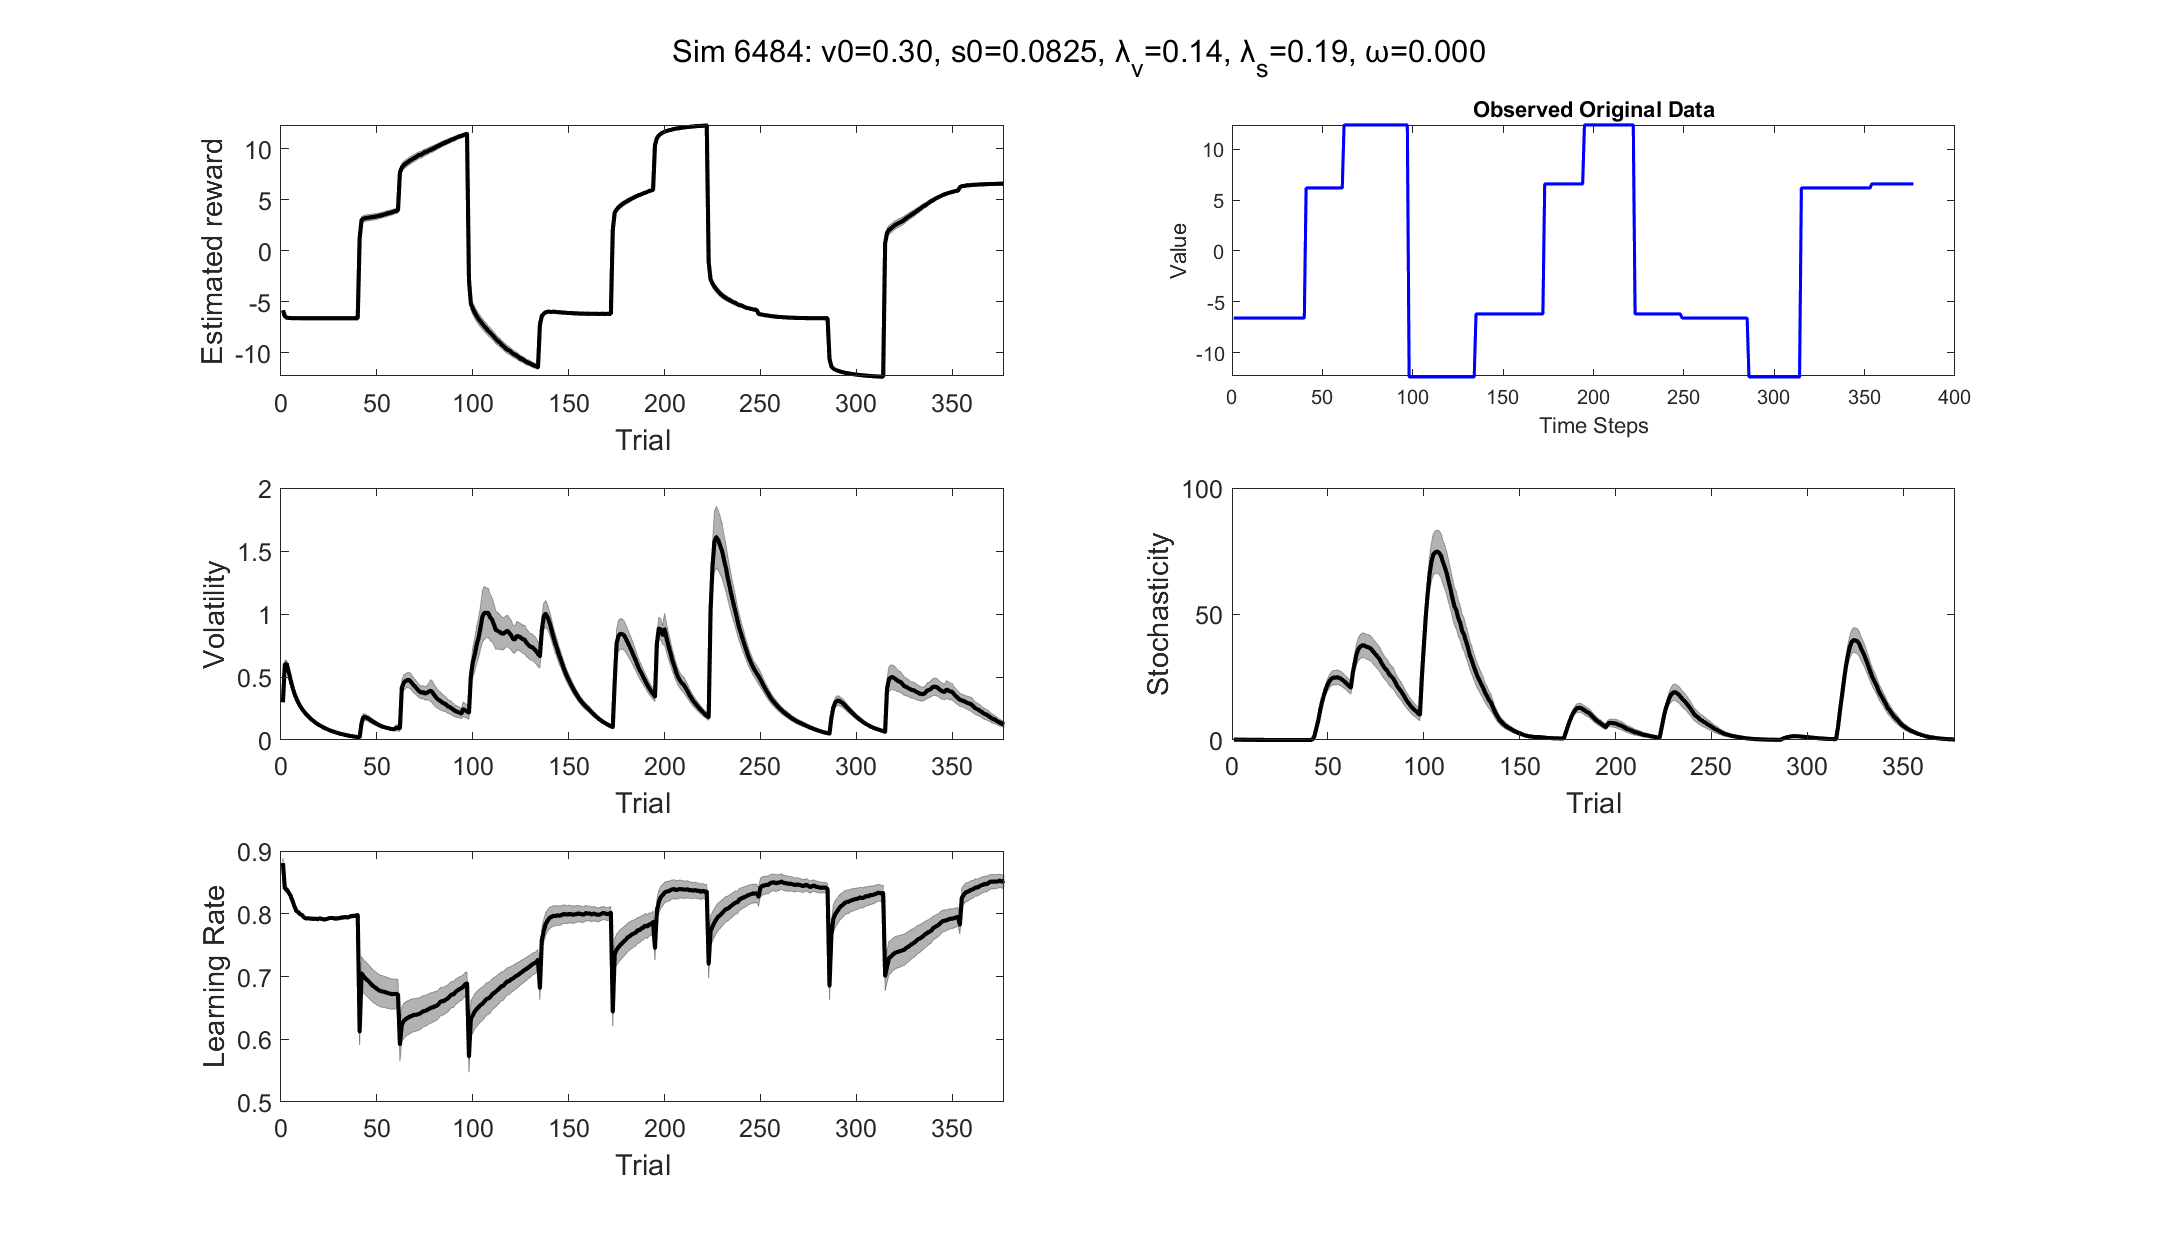 Sim 6484: v0=0.30, s0=0.0825, λ_v=0.14, λ_s=0.19, ω=0.000
Estimated reward
10
5
0
-5
-10
0 50 100 150 200 250 300 350
Trial
Observed Original Data
Value
10
5
0
-5
-10
0 50 100 150 200 250 300 350 400
Time Steps
Volatility
2
1.5
1
0.5
0
0 50 100 150 200 250 300 350
Trial
Stochasticity
100
50
0
0 50 100 150 200 250 300 350
Trial
Learning Rate
0.9
0.8
0.7
0.6
0.5
0 50 100 150 200 250 300 350
Trial